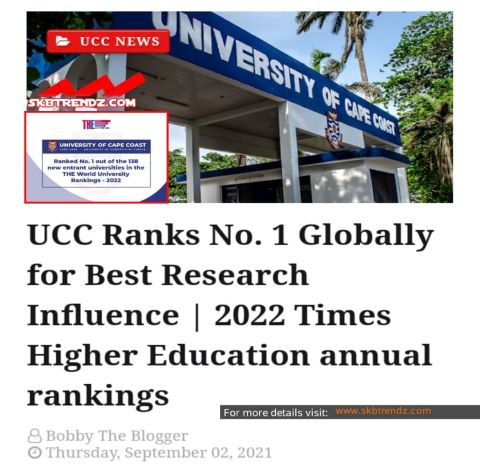 UCC NEWS
UNIVERSITY OF CAPE COAST
SKBTRENDZ.COM
THE
UNIVERSITY OF CAPE COAST
Ranked No. 1 out of the 138
new entrant universities in the
THE World University
Rankings - 2022
UCC Ranks No. 1 Globally
for Best Research
Influence | 2022 Times
Higher Education annual
rankings
For more details visit: www.skbtrendz.com
Bobby The Blogger
Thursday, September 02, 2021